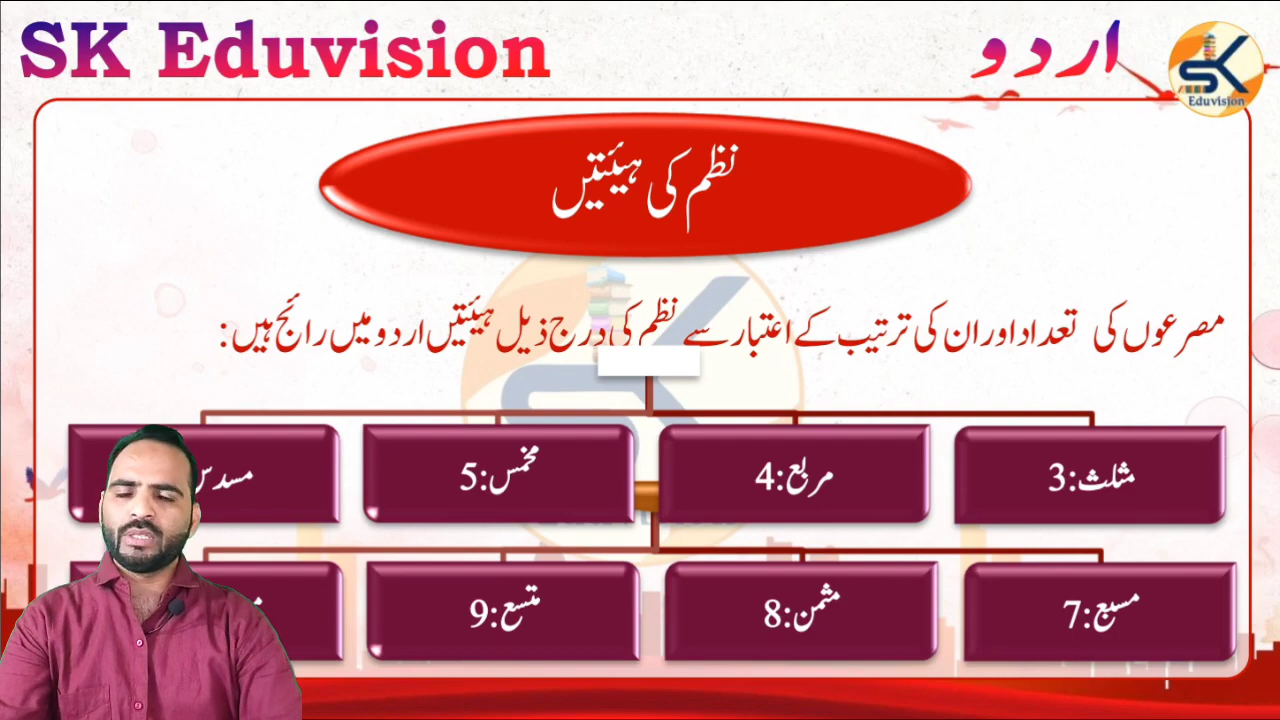 SK Eduvision
اردو
SK
Eduvision
نظم کی ہیئتیں
مصرعوں کی تعداد اور ان کی ترتیب کے اعتبار سے نظم کی درج ذیل ہیئتیں اردو میں رائج ہیں:
مثلث:3
مربع:4
مخمس:5
مسدس
مسبع:7
مثمن:8
متسع:9